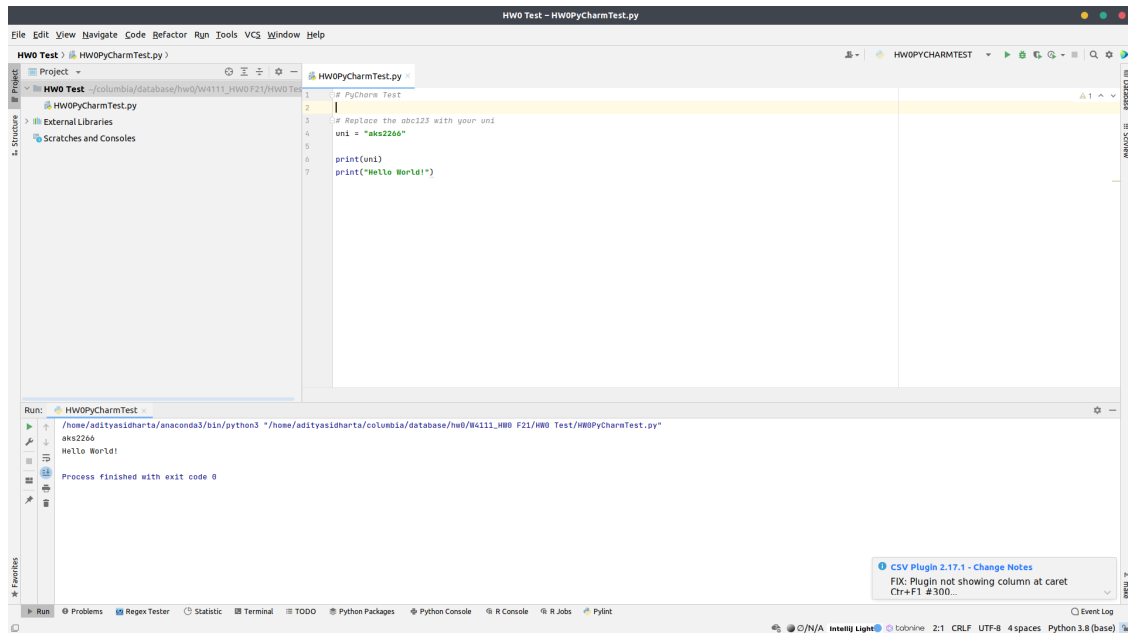 HW0 Test – HW0PyCharmTest.py
File Edit View Navigate Code Refactor Run Tools VCS Window Help
HW0 Test HW0PyCharmTest.py
HW0PYCHARMTEST
Project
HW0 Test ~/columbia/database/hw0/W4111_HW0 F21/HW0 Tes
HW0PyCharmTest.py
External Libraries
Scratches and Consoles
Project
Structure
Favorites
HW0PyCharmTest.py
1 # PyCharm Test
2
3 # Replace the abc123 with your uni
4 uni = "aks2266"
5
6 print(uni)
7 print("Hello World!")
1
Database
SciView
make
Run: HW0PyCharmTest
/home/adityasidharta/anaconda3/bin/python3 "/home/adityasidharta/columbia/database/hw0/W4111_HW0 F21/HW0 Test/HW0PyCharmTest.py"
aks2266
Hello World!
Process finished with exit code 0
CSV Plugin 2.17.1 - Change Notes
FIX: Plugin not showing column at caret
Ctr+F1 #300...
Run Problems Regex Tester Statistic Terminal TODO Python Packages Python Console R Console R Jobs Pylint Event Log
Ø/N/A Intellij Light tabnine 2:1 CRLF UTF-8 4 spaces Python 3.8 (base)